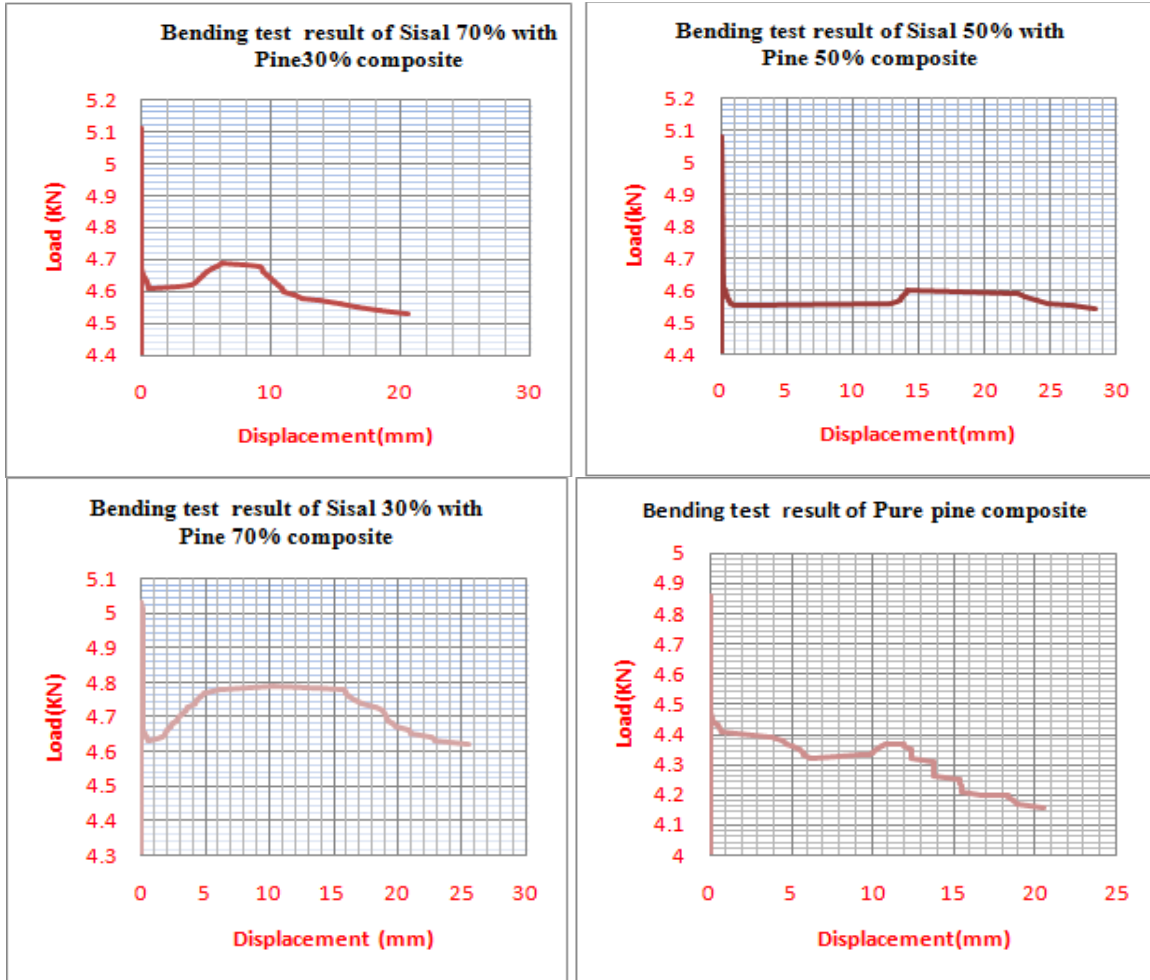 Bending test result of Sisal 70% with
Pine30% composite
5.2
5.1
5
4.9
4.8
4.7
4.6
4.5
4.4
Load (KN)
0 10 20 30
Displacement(mm)
Bending test result of Sisal 50% with
Pine 50% composite
5.2
5.1
5
4.9
4.8
4.7
4.6
4.5
4.4
Load(kN)
0 5 10 15 20 25 30
Displacement(mm)
Bending test result of Sisal 30% with
Pine 70% composite
5.1
5
4.9
4.8
4.7
4.6
4.5
4.4
4.3
Load(KN)
0 5 10 15 20 25 30
Displacement (mm)
Bending test result of Pure pine composite
5
4.9
4.8
4.7
4.6
4.5
4.4
4.3
4.2
4.1
4
Load(KN)
0 5 10 15 20 25
Displacement(mm)